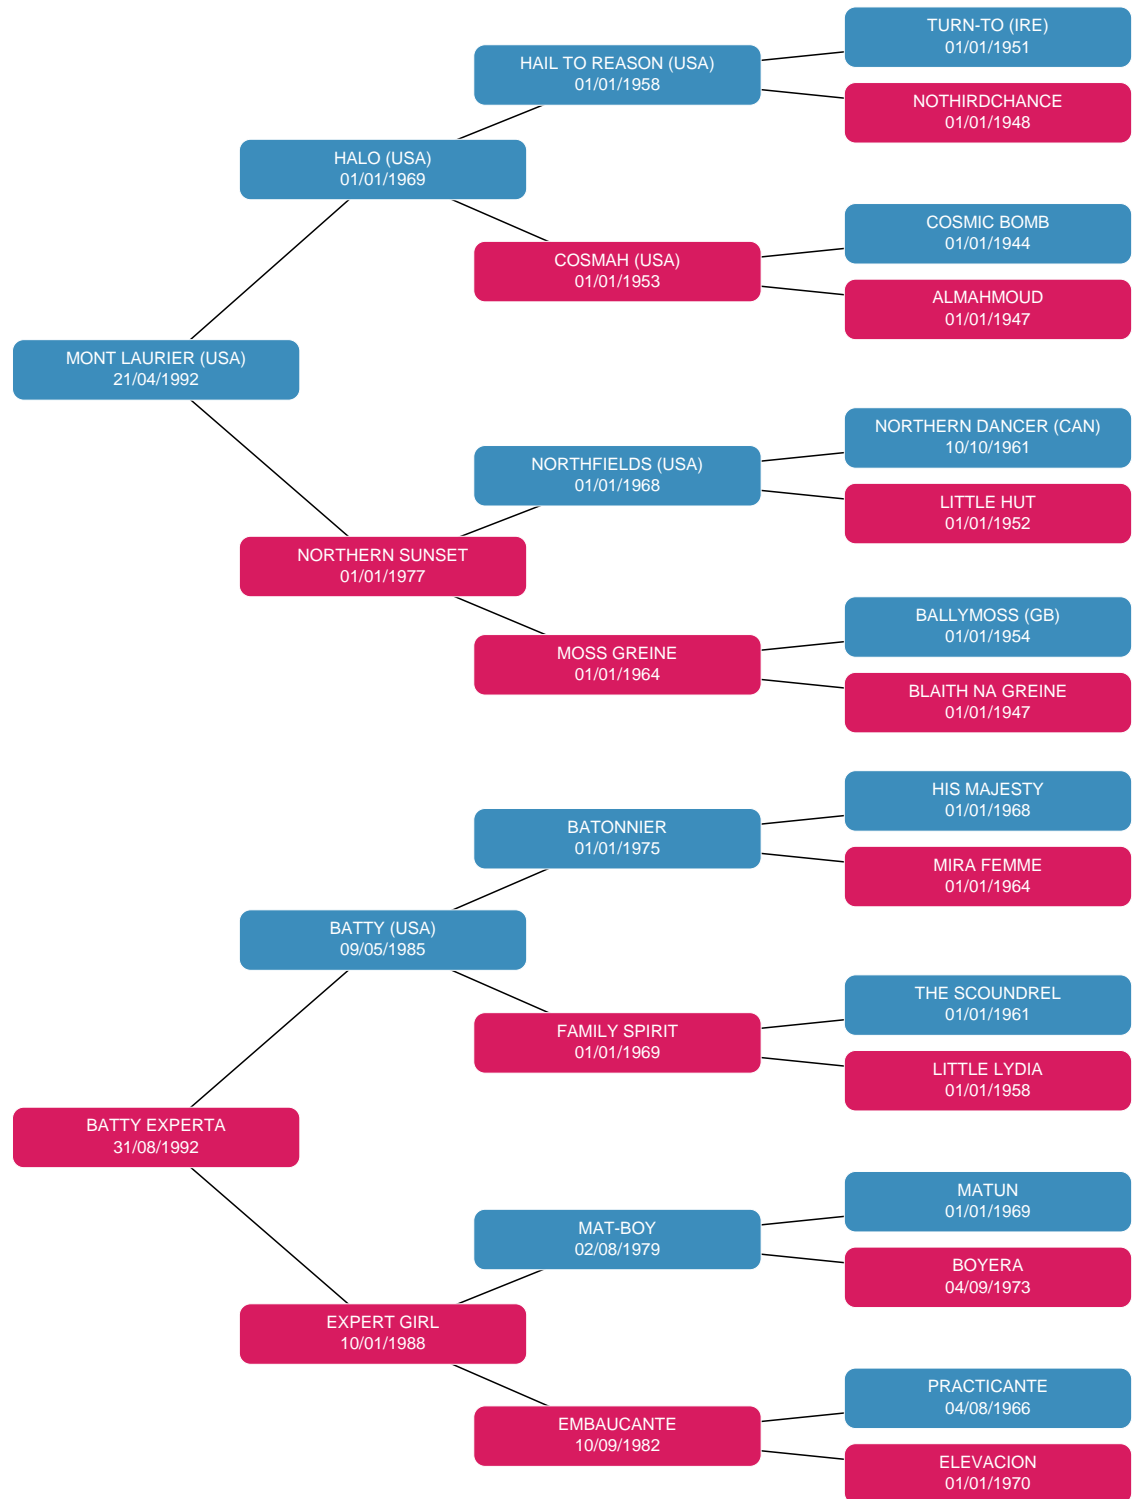 TURN-TO (IRE)
01/01/1951
HAIL TO REASON (USA)
01/01/1958
NOTHIRDCHANCE
01/01/1948
HALO (USA)
01/01/1969
COSMIC BOMB
01/01/1944
COSMAH (USA)
01/01/1953
ALMAHMOUD
01/01/1947
MONT LAURIER (USA)
21/04/1992
NORTHERN DANCER (CAN)
10/10/1961
NORTHFIELDS (USA)
01/01/1968
LITTLE HUT
01/01/1952
NORTHERN SUNSET
01/01/1977
BALLYMOSS (GB)
01/01/1954
MOSS GREINE
01/01/1964
BLAITH NA GREINE
01/01/1947
HIS MAJESTY
01/01/1968
BATONNIER
01/01/1975
MIRA FEMME
01/01/1964
BATTY (USA)
09/05/1985
THE SCOUNDREL
01/01/1961
FAMILY SPIRIT
01/01/1969
LITTLE LYDIA
01/01/1958
BATTY EXPERTA
31/08/1992
MATUN
01/01/1969
MAT-BOY
02/08/1979
BOYERA
04/09/1973
EXPERT GIRL
10/01/1988
PRACTICANTE
04/08/1966
EMBAUCANTE
10/09/1982
ELEVACION
01/01/1970